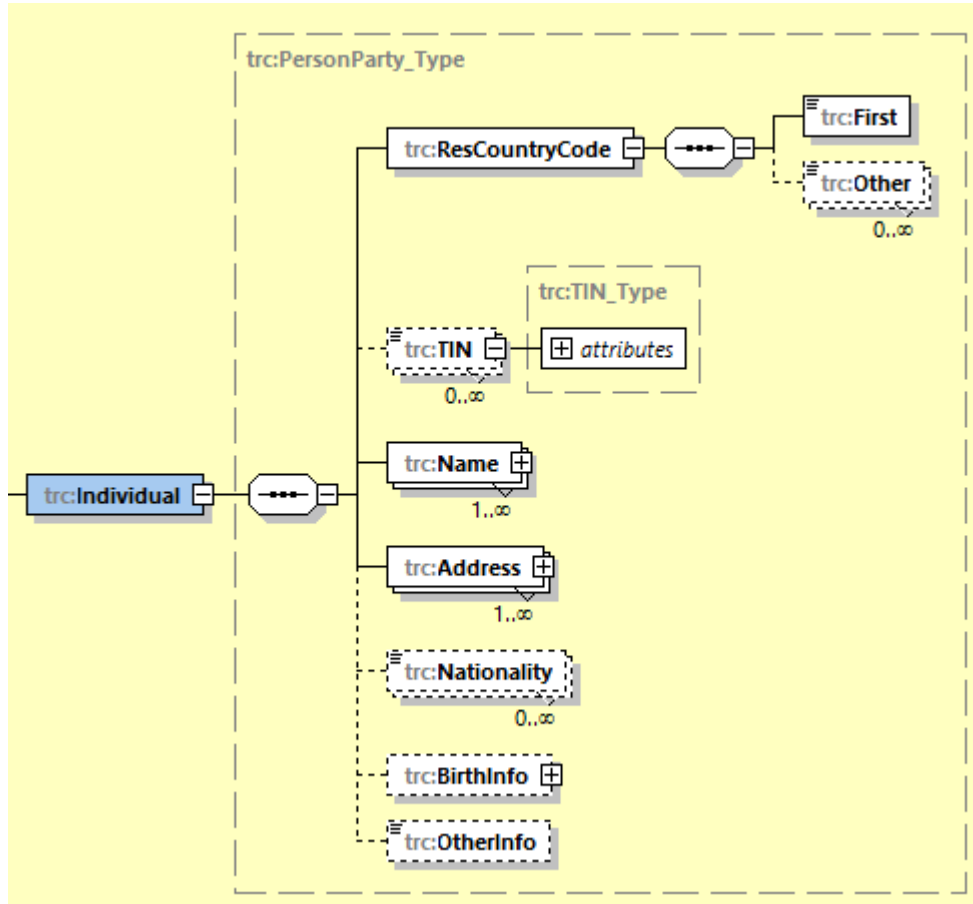 trc:PersonParty_Type
trc:First
trc:ResCountryCode
trc:Other
0..∞
trc:TIN_Type
trc:TIN
attributes
0..∞
trc:Name
1..∞
trc:Individual
trc:Address
1..∞
trc:Nationality
0..∞
trc:BirthInfo
trc:OtherInfo